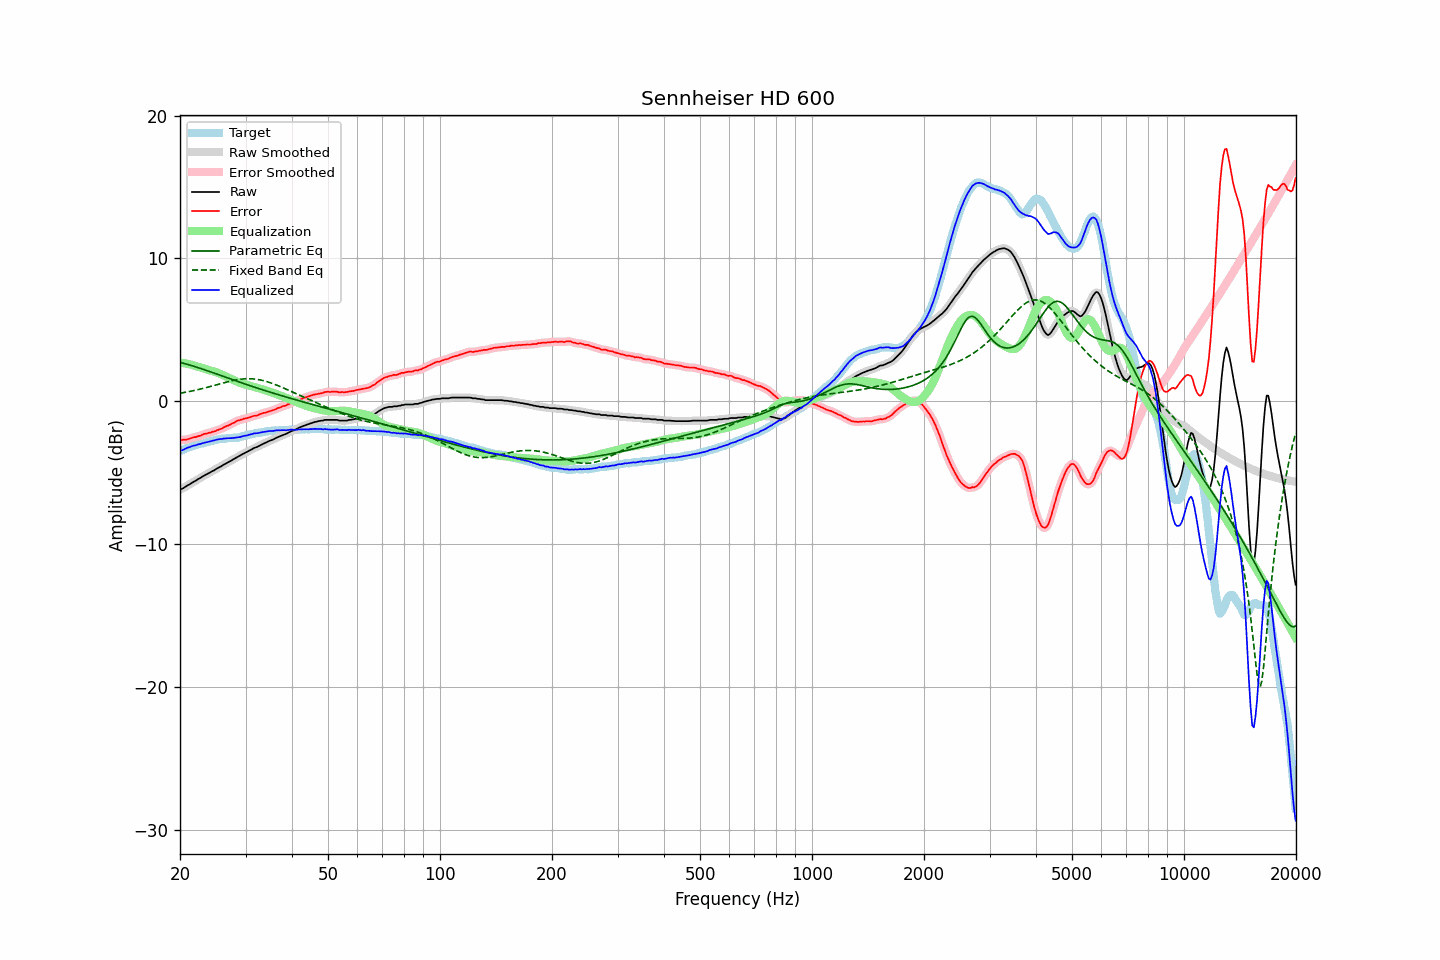 Sennheiser HD 600
Target
Raw Smoothed
Error Smoothed
Raw
Error
Equalization
Parametric Eq
Fixed Band Eq
Equalized
20
10
0
−10
−20
−30
Amplitude (dBr)
20
50
100
200
500
1000
2000
5000
10000
20000
Frequency (Hz)